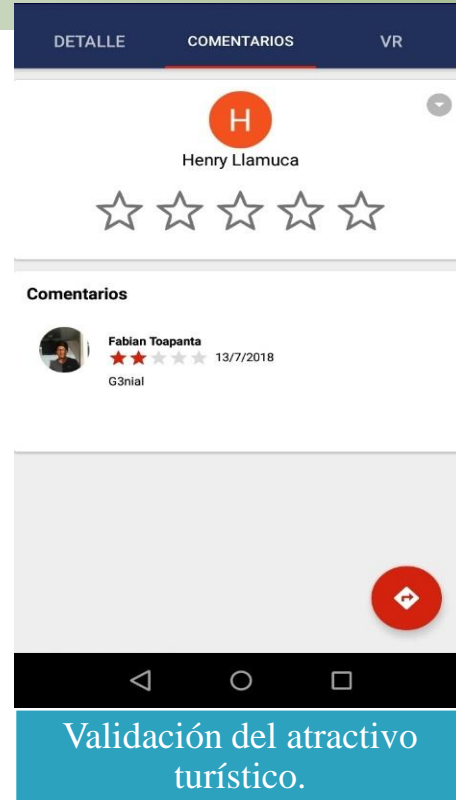 DETALLE COMENTARIOS VR
H
Henry Llamuca
Comentarios
Fabian Toapanta
13/7/2018
G3nial
Validación del atractivo
turístico.